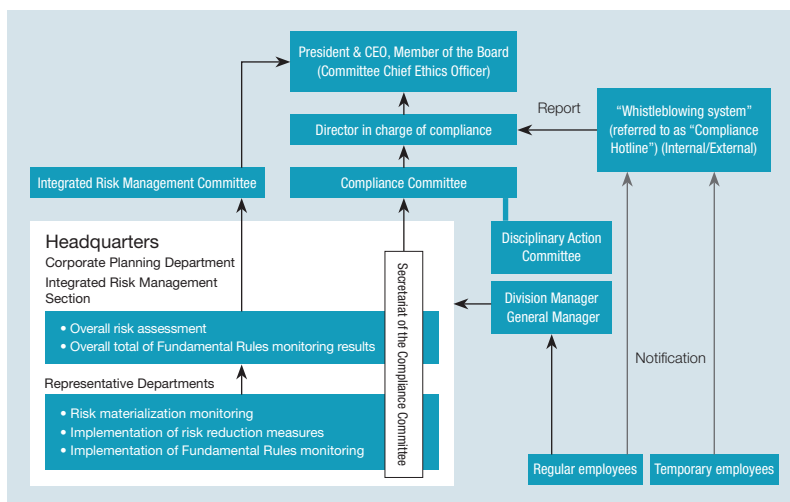 President & CEO, Member of the Board
(Committee Chief Ethics Officer)
Report
"Whistleblowing system"
(referred to as "Compliance
Hotline") (Internal/External)
Director in charge of compliance
Integrated Risk Management Committee
Compliance Committee
Disciplinary Action
Committee
Headquarters
Corporate Planning Department
Integrated Risk Management
Section
• Overall risk assessment
• Overall total of Fundamental Rules monitoring results
Representative Departments
• Risk materialization monitoring
• Implementation of risk reduction measures
• Implementation of Fundamental Rules monitoring
Secretariat of the Compliance Committee
Division Manager
General Manager
Notification
Regular employees
Temporary employees